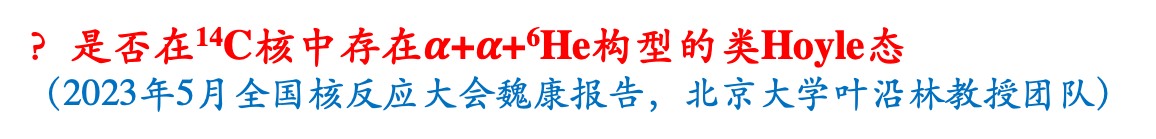 ? 是否在¹⁴C核中存在α+α+⁶He构型的类Hoyle态
（2023年5月全国核反应大会魏康报告，北京大学叶沿林教授团队）